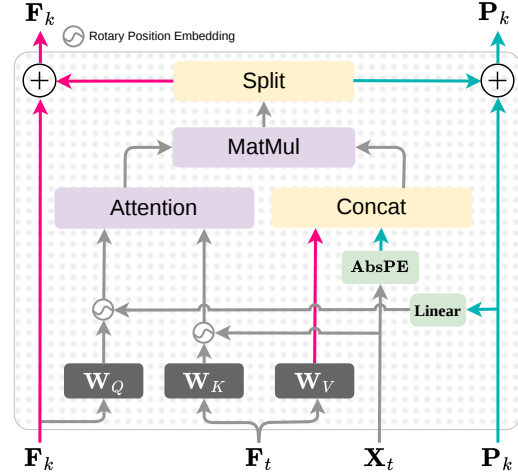 F_k P_k
Rotary Position Embedding
Split
MatMul
Attention Concat
AbsPE
Linear
W_Q W_K W_V
F_k F_t X_t P_k